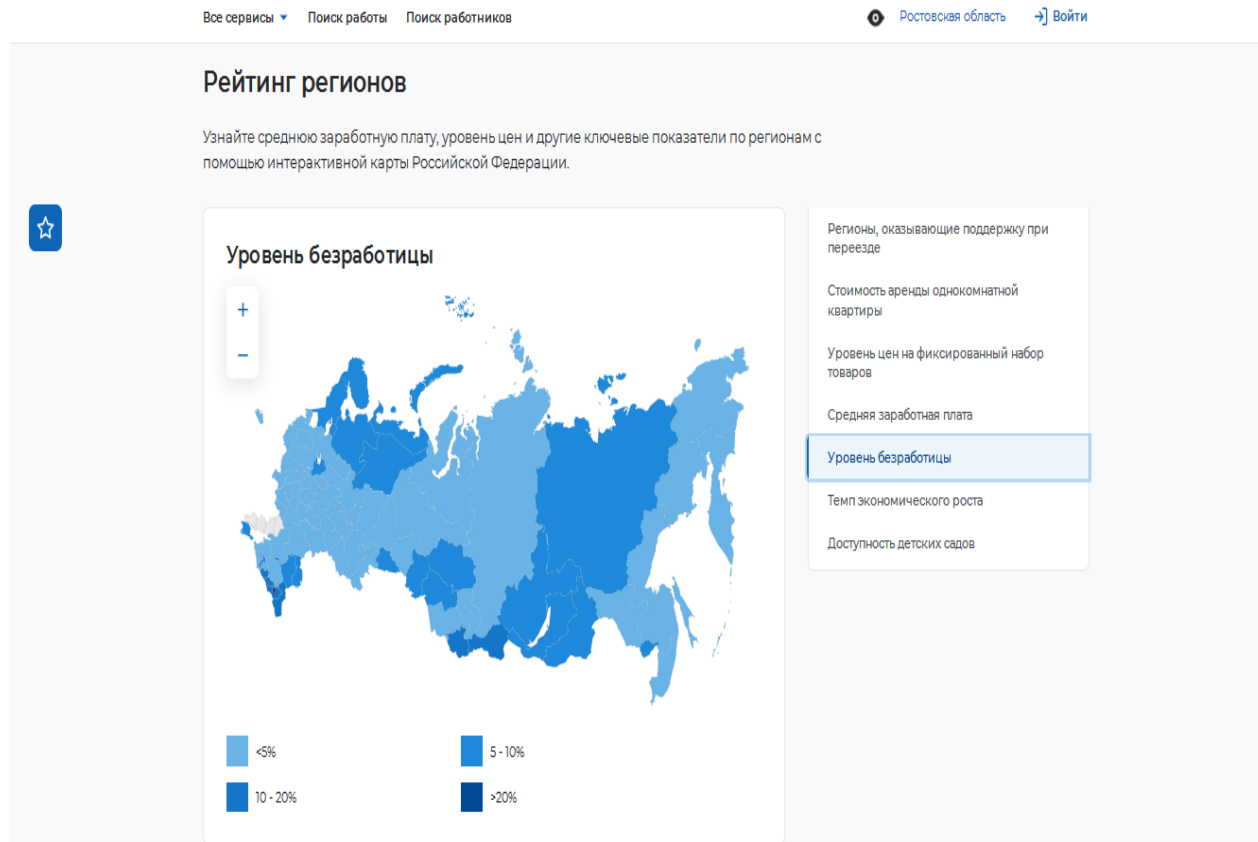 Все сервисы Поиск работы Поиск работников Ростовская область Войти
Рейтинг регионов
Узнайте среднюю заработную плату, уровень цен и другие ключевые показатели по регионам с
помощью интерактивной карты Российской Федерации.
Уровень безработицы
+
−
<5%
5 - 10%
10 - 20%
>20%
Регионы, оказывающие поддержку при
переезде
Стоимость аренды однокомнатной
квартиры
Уровень цен на фиксированный набор
товаров
Средняя заработная плата
Уровень безработицы
Темп экономического роста
Доступность детских садов